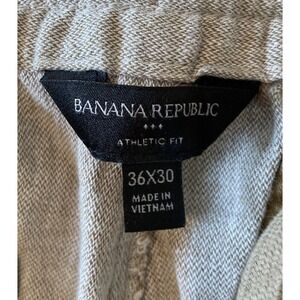 BANANA REPUBLIC
ATHLETIC FIT
36X30
MADE IN
VIETNAM